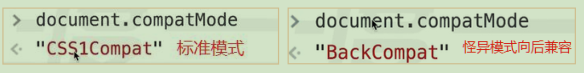 > document.compatMode
<· "CSS1Compat" 标准模式
> document.compatMode
<· "BackCompat" 怪异模式向后兼容